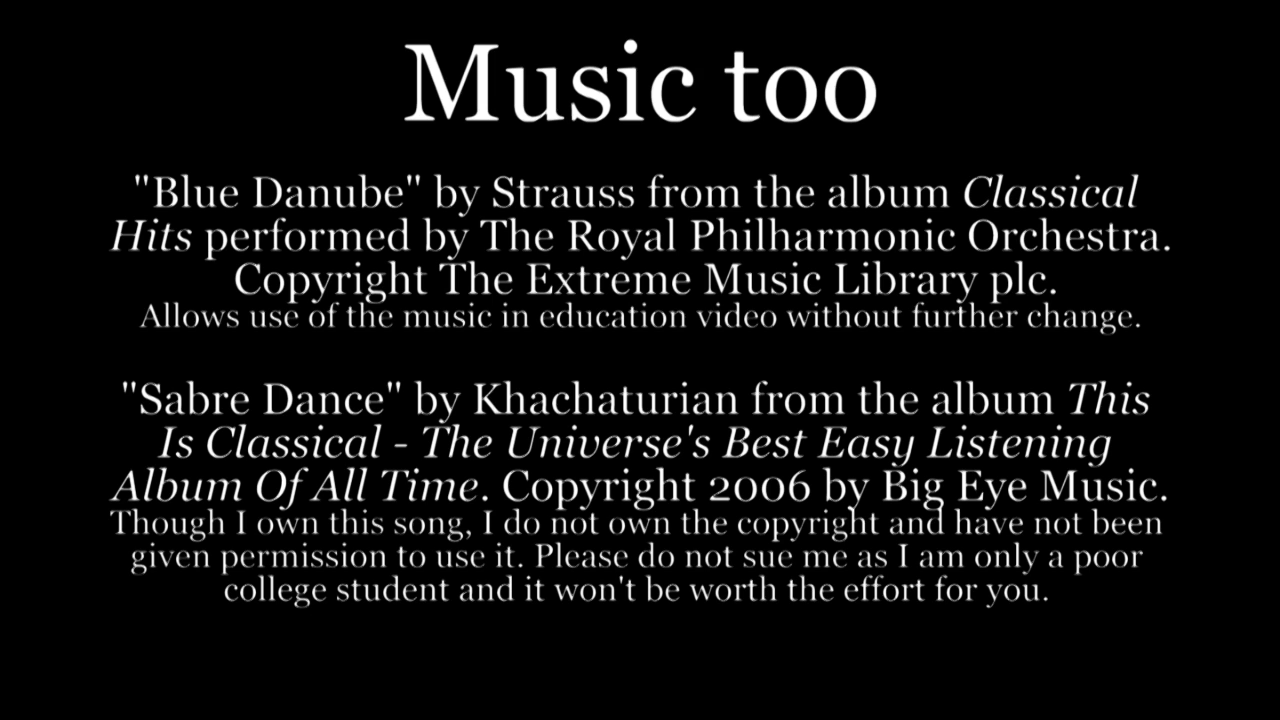 Music too
"Blue Danube" by Strauss from the album Classical
Hits performed by The Royal Philharmonic Orchestra.
Copyright The Extreme Music Library plc.
Allows use of the music in education video without further change.
"Sabre Dance" by Khachaturian from the album This
Is Classical - The Universe's Best Easy Listening
Album Of All Time. Copyright 2006 by Big Eye Music.
Though I own this song, I do not own the copyright and have not been
given permission to use it. Please do not sue me as I am only a poor
college student and it won't be worth the effort for you.